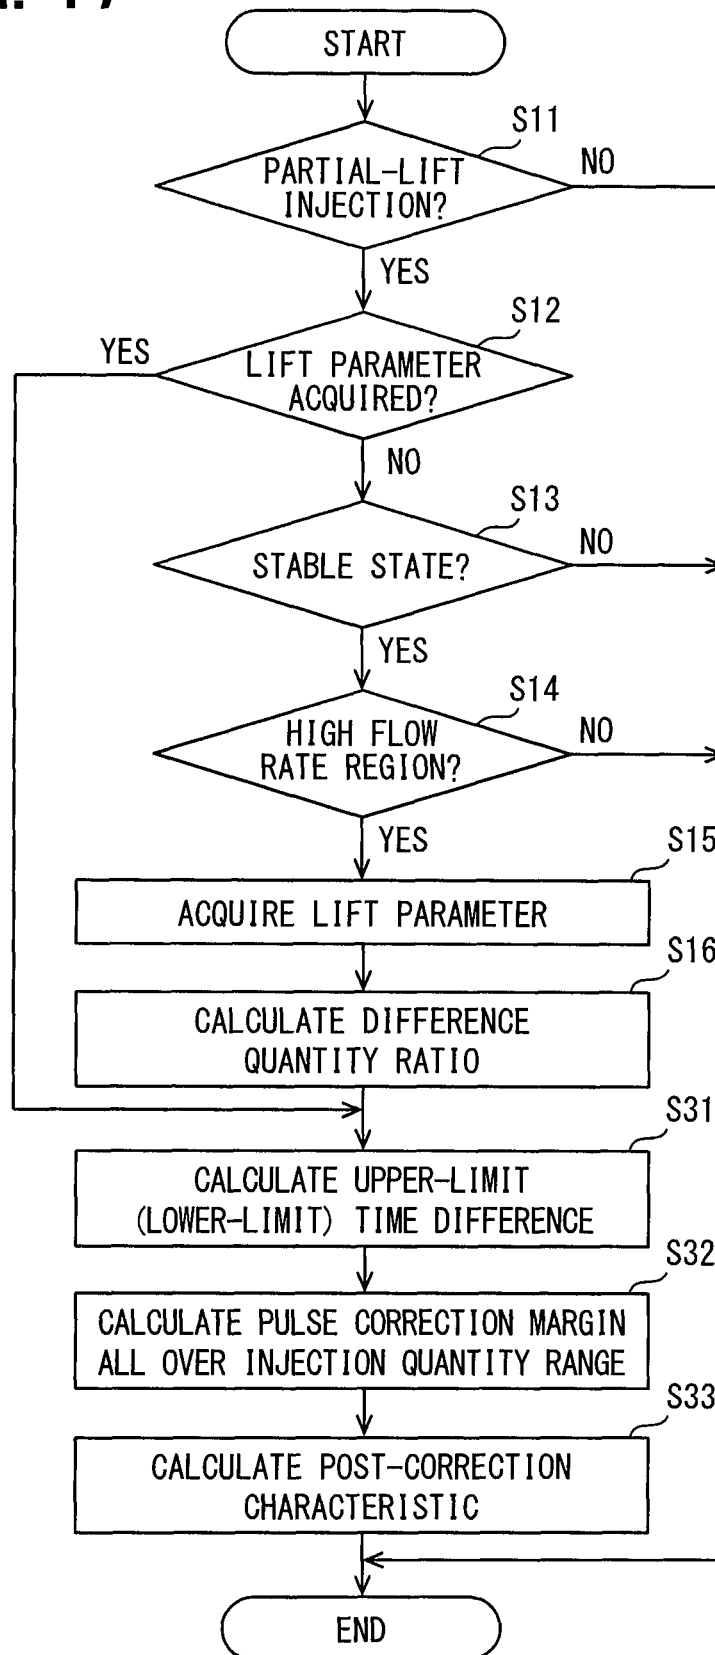 START
S11
PARTIAL-LIFT
INJECTION?
NO
YES
S12
YES
LIFT PARAMETER
ACQUIRED?
NO
S13
STABLE STATE?
NO
YES
S14
HIGH FLOW
RATE REGION?
NO
YES
S15
ACQUIRE LIFT PARAMETER
S16
CALCULATE DIFFERENCE
QUANTITY RATIO
S31
CALCULATE UPPER-LIMIT
(LOWER-LIMIT) TIME DIFFERENCE
S32
CALCULATE PULSE CORRECTION MARGIN
ALL OVER INJECTION QUANTITY RANGE
S33
CALCULATE POST-CORRECTION
CHARACTERISTIC
END